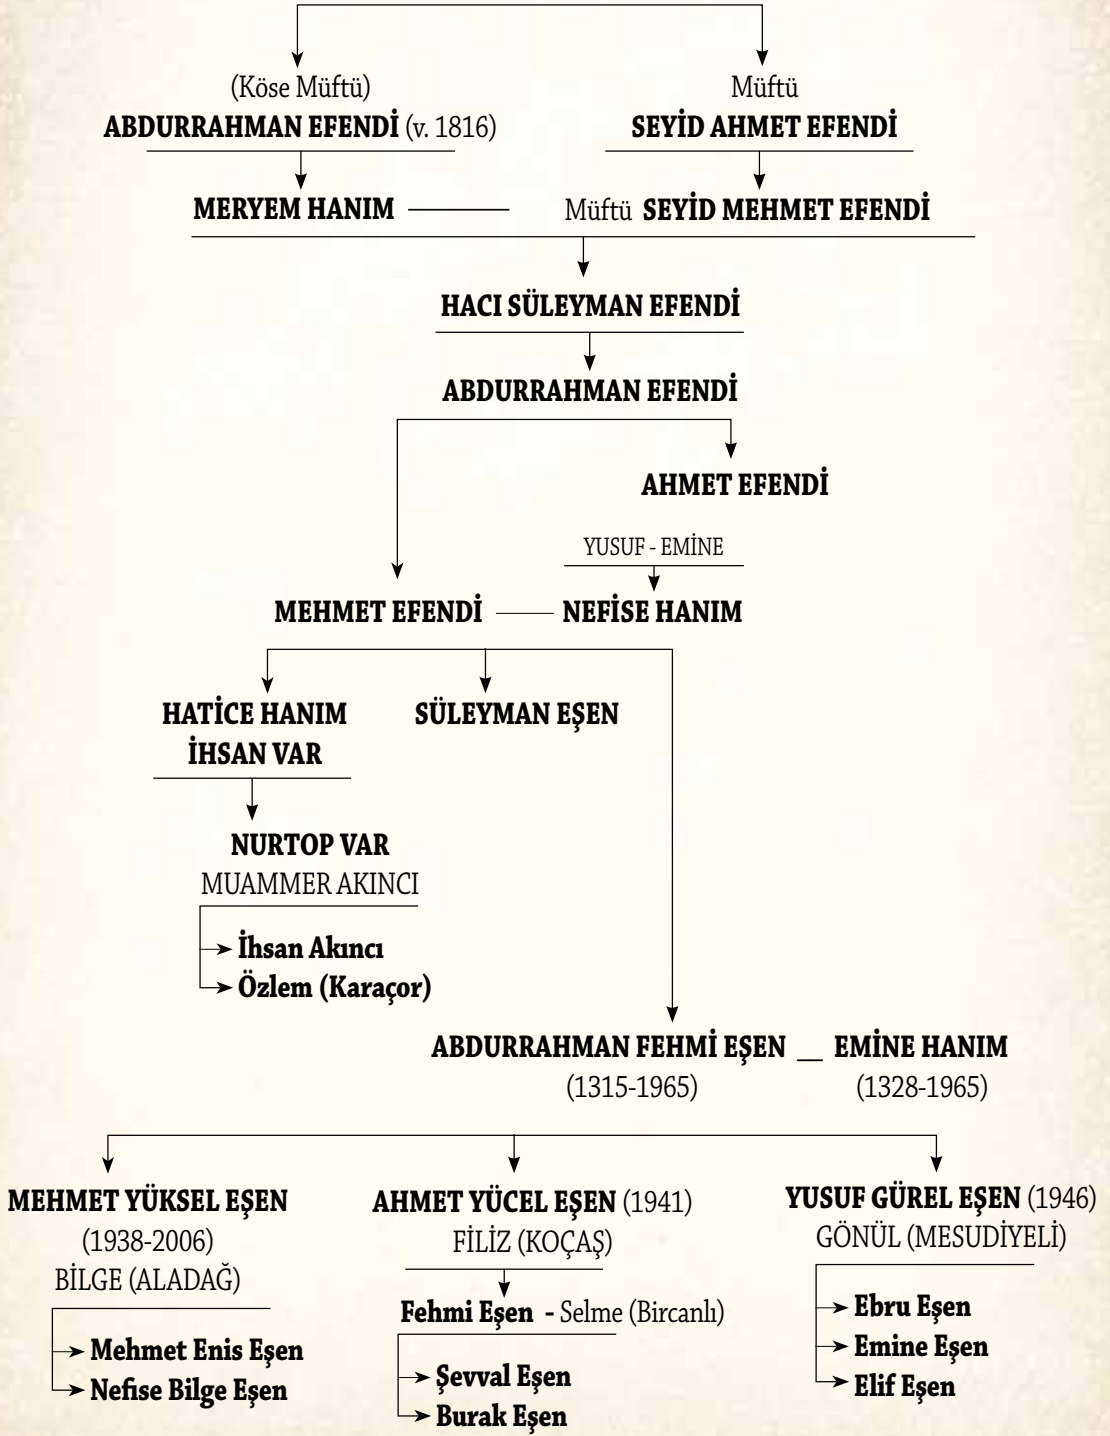 (Köse Müftü)
ABDURRAHMAN EFENDİ (v. 1816)
Müftü
SEYİD AHMET EFENDİ
MERYEM HANIM
Müftü SEYİD MEHMET EFENDİ
HACI SÜLEYMAN EFENDİ
ABDURRAHMAN EFENDİ
AHMET EFENDİ
YUSUF - EMİNE
MEHMET EFENDİ
NEFİSE HANIM
HATİCE HANIM
İHSAN VAR
SÜLEYMAN EŞEN
NURTOP VAR
MUAMMER AKINCI
İhsan Akıncı
Özlem (Karaçor)
ABDURRAHMAN FEHMİ EŞEN __ EMİNE HANIM
(1315-1965)
(1328-1965)
MEHMET YÜKSEL EŞEN
(1938-2006)
BİLGE (ALADAĞ)
Mehmet Enis Eşen
Nefise Bilge Eşen
AHMET YÜCEL EŞEN (1941)
FİLİZ (KOÇAŞ)
Fehmi Eşen - Selme (Bircanlı)
Şevval Eşen
Burak Eşen
YUSUF GÜREL EŞEN (1946)
GÖNÜL (MESUDİYELİ)
Ebru Eşen
Emine Eşen
Elif Eşen